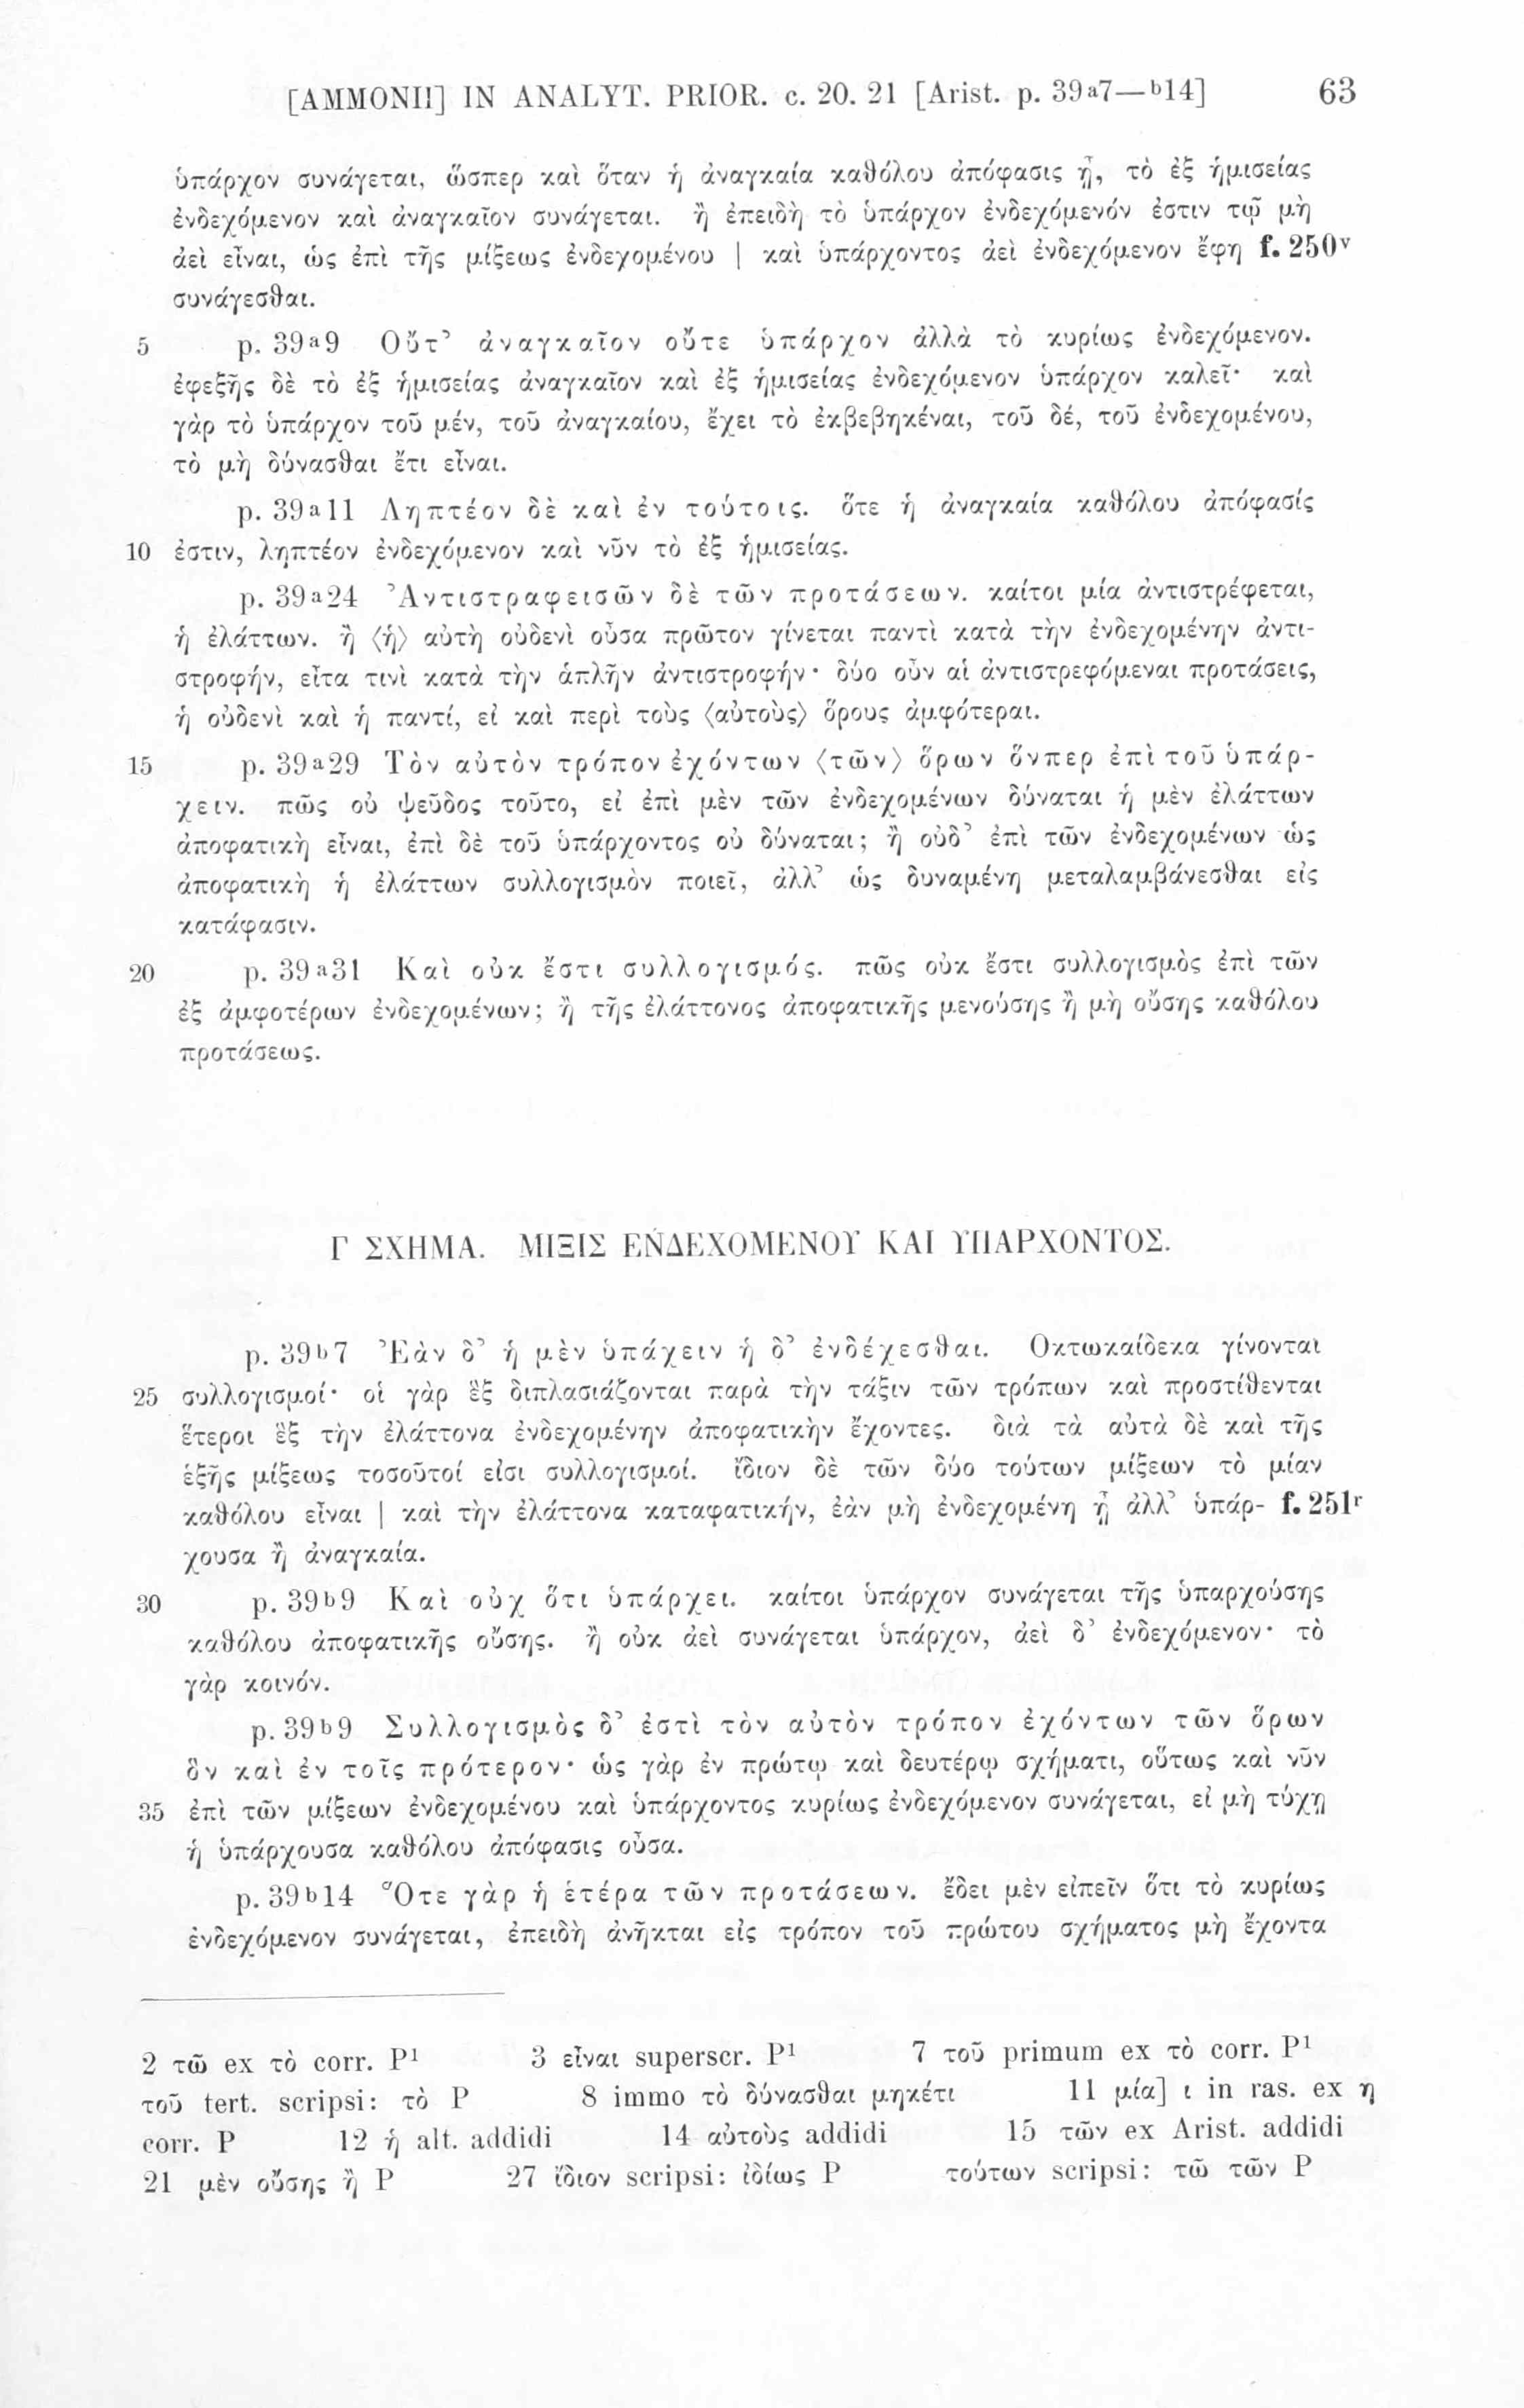 [AMMONII] IN ANALYT. PRIOR. c. 20. 21 [Arist. p. 39a7—b14] 63
ὑπάρχον συνάγεται, ὥσπερ καὶ ὅταν ἡ ἀναγκαία καθόλου ἀπόφασις ᾖ, τὸ ἐξ ἡμισείας
ἐνδεχόμενον καὶ ἀναγκαῖον συνάγεται. ἢ ἐπειδὴ τὸ ὑπάρχον ἐνδεχόμενόν ἐστιν τῷ μὴ
ἀεὶ εἶναι, ὡς ἐπὶ τῆς μίξεως ἐνδεχομένου | καὶ ὑπάρχοντος ἀεὶ ἐνδεχόμενον ἔφη f. 250v
συνάγεσθαι.
5 p. 39a9 Οὔτ’ ἀναγκαῖον οὔτε ὑπάρχον ἀλλὰ τὸ κυρίως ἐνδεχόμενον.
ἐφεξῆς δὲ τὸ ἐξ ἡμισείας ἀναγκαῖον καὶ ἐξ ἡμισείας ἐνδεχόμενον ὑπάρχον καλεῖ· καὶ
γὰρ τὸ ὑπάρχον τοῦ μέν, τοῦ ἀναγκαίου, ἔχει τὸ ἐκβεβηκέναι, τοῦ δέ, τοῦ ἐνδεχομένου,
τὸ μὴ δύνασθαι ἔτι εἶναι.
p. 39a11 Ληπτέον δὲ καὶ ἐν τούτοις. ὅτε ἡ ἀναγκαία καθόλου ἀπόφασίς
10 ἐστιν, ληπτέον ἐνδεχόμενον καὶ νῦν τὸ ἐξ ἡμισείας.
p. 39a24 Ἀντιστραφεισῶν δὲ τῶν προτάσεων. καίτοι μία ἀντιστρέφεται,
ἡ ἐλάττων. ἢ ⟨ἡ⟩ αὐτὴ οὐδενὶ οὖσα πρῶτον γίνεται παντὶ κατὰ τὴν ἐνδεχομένην ἀντι-
στροφήν, εἶτα τινὶ κατὰ τὴν ἁπλῆν ἀντιστροφήν· δύο οὖν αἱ ἀντιστρεφόμεναι προτάσεις,
ἡ οὐδενὶ καὶ ἡ παντί, εἰ καὶ περὶ τοὺς ⟨αὐτοὺς⟩ ὅρους ἀμφότεραι.
15 p. 39a29 Τὸν αὐτὸν τρόπον ἐχόντων ⟨τῶν⟩ ὅρων ὅνπερ ἐπὶ τοῦ ὑπάρ-
χειν. πῶς οὐ ψεῦδος τοῦτο, εἰ ἐπὶ μὲν τῶν ἐνδεχομένων δύναται ἡ μὲν ἐλάττων
ἀποφατικὴ εἶναι, ἐπὶ δὲ τοῦ ὑπάρχοντος οὐ δύναται; ἢ οὐδ’ ἐπὶ τῶν ἐνδεχομένων ὡς
ἀποφατικὴ ἡ ἐλάττων συλλογισμὸν ποιεῖ, ἀλλ’ ὡς δυναμένη μεταλαμβάνεσθαι εἰς
κατάφασιν.
20 p. 39a31 Καὶ οὐκ ἔστι συλλογισμός. πῶς οὐκ ἔστι συλλογισμὸς ἐπὶ τῶν
ἐξ ἀμφοτέρων ἐνδεχομένων; ἢ τῆς ἐλάττονος ἀποφατικῆς μενούσης ἢ μὴ οὔσης καθόλου
προτάσεως.
Γ ΣΧΗΜΑ. ΜΙΞΙΣ ΕΝΔΕΧΟΜΕΝΟΥ ΚΑΙ ΥΠΑΡΧΟΝΤΟΣ.
p. 39b7 Ἐὰν δ’ ἡ μὲν ὑπάχειν ἡ δ’ ἐνδέχεσθαι. Οκτωκαίδεκα γίνονται
25 συλλογισμοί· οἱ γὰρ ἓξ διπλασιάζονται παρὰ τὴν τάξιν τῶν τρόπων καὶ προστίθενται
ἕτεροι ἓξ τὴν ἐλάττονα ἐνδεχομένην ἀποφατικὴν ἔχοντες. διὰ τὰ αὐτὰ δὲ καὶ τῆς
ἑξῆς μίξεως τοσοῦτοί εἰσι συλλογισμοί. ἴδιον δὲ τῶν δύο τούτων μίξεων τὸ μίαν
καθόλου εἶναι | καὶ τὴν ἐλάττονα καταφατικήν, ἐὰν μὴ ἐνδεχομένη ᾖ ἀλλ’ ὑπάρ- f. 251r
χουσα ἢ ἀναγκαία.
30 p. 39b9 Καὶ οὐχ ὅτι ὑπάρχει. καίτοι ὑπάρχον συνάγεται τῆς ὑπαρχούσης
καθόλου ἀποφατικῆς οὔσης. ἢ οὐκ ἀεὶ συνάγεται ὑπάρχον, ἀεὶ δ’ ἐνδεχόμενον· τὸ
γὰρ κοινόν.
p. 39b9 Συλλογισμὸς δ’ ἐστὶ τὸν αὐτὸν τρόπον ἐχόντων τῶν ὅρων
ὃν καὶ ἐν τοῖς πρότερον· ὡς γὰρ ἐν πρώτῳ καὶ δευτέρῳ σχήματι, οὕτως καὶ νῦν
35 ἐπὶ τῶν μίξεων ἐνδεχομένου καὶ ὑπάρχοντος κυρίως ἐνδεχόμενον συνάγεται, εἰ μὴ τύχῃ
ἡ ὑπάρχουσα καθόλου ἀπόφασις οὖσα.
p. 39b14 Ὅτε γὰρ ἡ ἑτέρα τῶν προτάσεων. ἔδει μὲν εἰπεῖν ὅτι τὸ κυρίως
ἐνδεχόμενον συνάγεται, ἐπειδὴ ἀνῆκται εἰς τρόπον τοῦ πρώτου σχήματος μὴ ἔχοντα
2 τῶ ex τὸ corr. P1 3 εἶναι superscr. P1 7 τοῦ primum ex τὸ corr. P1
τοῦ tert. scripsi: τὸ P 8 immo τὸ δύνασθαι μηκέτι 11 μία] ι in ras. ex η
corr. P 12 ἡ alt. addidi 14 αὐτοὺς addidi 15 τῶν ex Arist. addidi
21 μὲν οὔσης ἢ P 27 ἴδιον scripsi: ἰδίως P τούτων scripsi: τῶ τῶν P